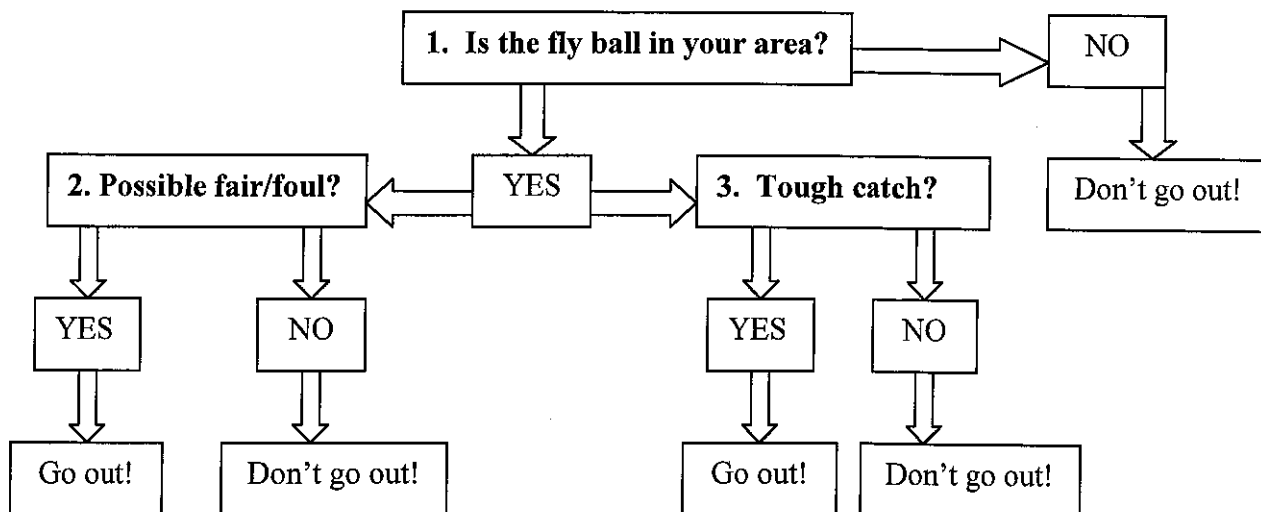 1. Is the fly ball in your area?
NO
2. Possible fair/foul?
YES
3. Tough catch?
Don't go out!
YES
NO
YES
NO
Go out!
Don't go out!
Go out!
Don't go out!